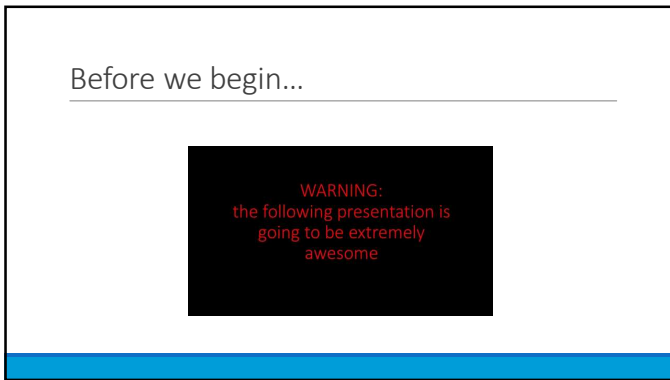 Before we begin...
WARNING:
the following presentation is
going to be extremely
awesome